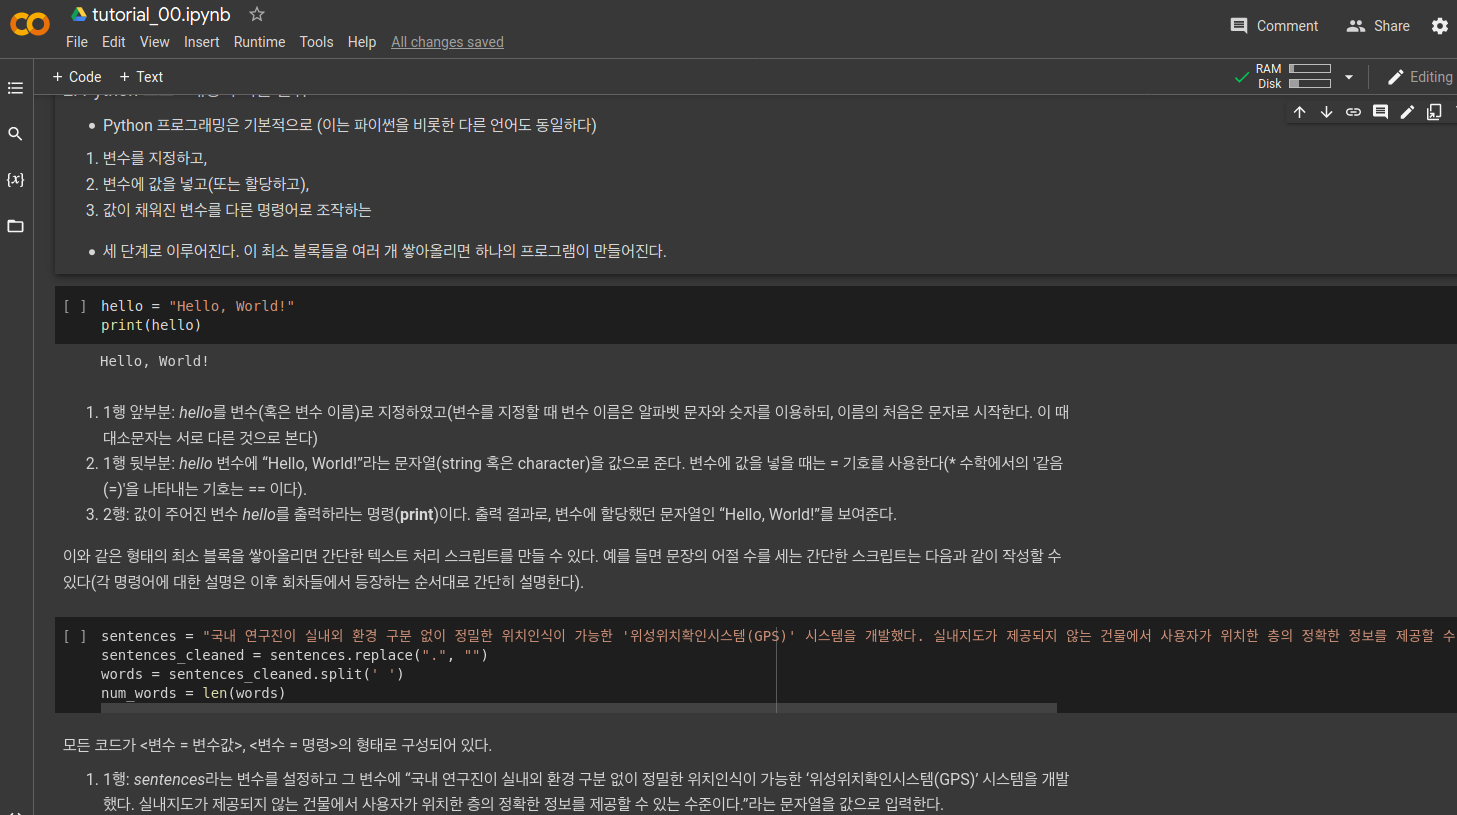 tutorial_00.ipynb
File Edit View Insert Runtime Tools Help All changes saved
Comment Share
+ Code + Text
RAM
Disk
Editing
• Python 프로그래밍은 기본적으로 (이는 파이썬을 비롯한 다른 언어도 동일하다)
1. 변수를 지정하고,
2. 변수에 값을 넣고(또는 할당하고),
3. 값이 채워진 변수를 다른 명령어로 조작하는
• 세 단계로 이루어진다. 이 최소 블록들을 여러 개 쌓아올리면 하나의 프로그램이 만들어진다.
[ ] hello = "Hello, World!"
print(hello)
Hello, World!
1. 1행 앞부분: hello를 변수(혹은 변수 이름)로 지정하였고(변수를 지정할 때 변수 이름은 알파벳 문자와 숫자를 이용하되, 이름의 처음은 문자로 시작한다. 이 때
대소문자는 서로 다른 것으로 본다)
2. 1행 뒷부분: hello 변수에 “Hello, World!”라는 문자열(string 혹은 character)을 값으로 준다. 변수에 값을 넣을 때는 = 기호를 사용한다(* 수학에서의 '같음
(=)'을 나타내는 기호는 == 이다).
3. 2행: 값이 주어진 변수 hello를 출력하라는 명령(print)이다. 출력 결과로, 변수에 할당했던 문자열인 “Hello, World!”를 보여준다.
이와 같은 형태의 최소 블록을 쌓아올리면 간단한 텍스트 처리 스크립트를 만들 수 있다. 예를 들면 문장의 어절 수를 세는 간단한 스크립트는 다음과 같이 작성할 수
있다(각 명령어에 대한 설명은 이후 회차들에서 등장하는 순서대로 간단히 설명한다).
[ ] sentences = "국내 연구진이 실내외 환경 구분 없이 정밀한 위치인식이 가능한 '위성위치확인시스템(GPS)' 시스템을 개발했다. 실내지도가 제공되지 않는 건물에서 사용자가 위치한 층의 정확한 정보를 제공할 수
sentences_cleaned = sentences.replace(".", "")
words = sentences_cleaned.split(' ')
num_words = len(words)
모든 코드가 <변수 = 변수값>, <변수 = 명령>의 형태로 구성되어 있다.
1. 1행: sentences라는 변수를 설정하고 그 변수에 “국내 연구진이 실내외 환경 구분 없이 정밀한 위치인식이 가능한 ‘위성위치확인시스템(GPS)’ 시스템을 개발
했다. 실내지도가 제공되지 않는 건물에서 사용자가 위치한 층의 정확한 정보를 제공할 수 있는 수준이다.”라는 문자열을 값으로 입력한다.